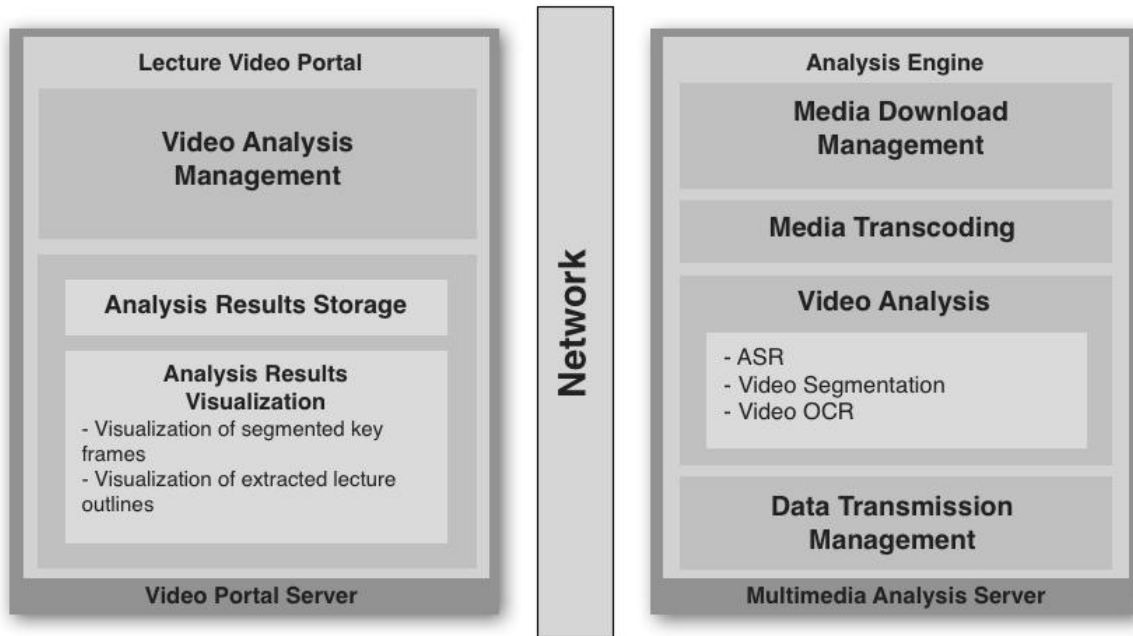 Lecture Video Portal
Video Analysis
Management
Analysis Results Storage
Analysis Results
Visualization
- Visualization of segmented key
frames
- Visualization of extracted lecture
outlines
Video Portal Server
Network
Analysis Engine
Media Download
Management
Media Transcoding
Video Analysis
- ASR
- Video Segmentation
- Video OCR
Data Transmission
Management
Multimedia Analysis Server